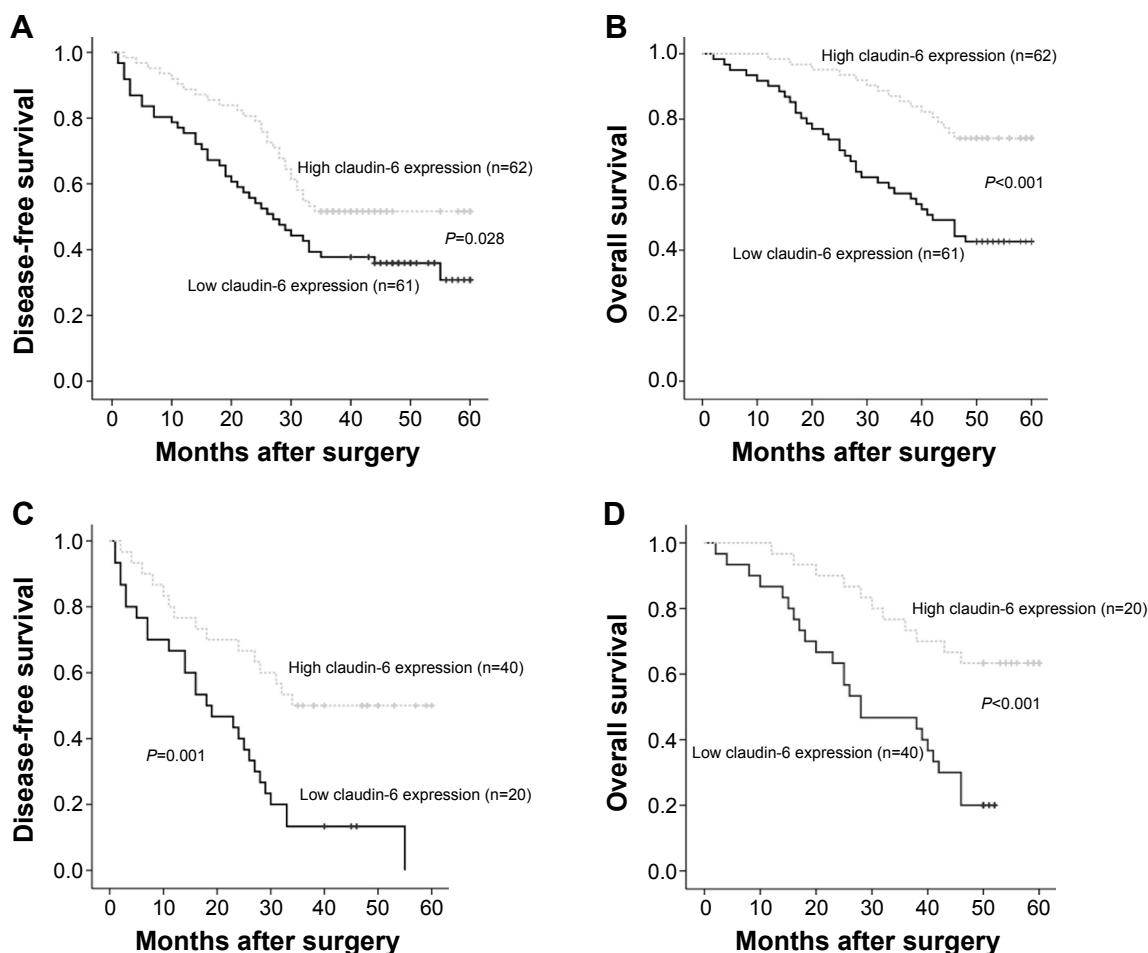 A
Disease-free survival
1.0
0.8
0.6
0.4
0.2
0.0
High claudin-6 expression (n=62)
P=0.028
Low claudin-6 expression (n=61)
0 10 20 30 40 50 60
Months after surgery
B
Overall survival
1.0
0.8
0.6
0.4
0.2
0.0
High claudin-6 expression (n=62)
P<0.001
Low claudin-6 expression (n=61)
0 10 20 30 40 50 60
Months after surgery
C
Disease-free survival
1.0
0.8
0.6
0.4
0.2
0.0
High claudin-6 expression (n=40)
P=0.001
Low claudin-6 expression (n=20)
0 10 20 30 40 50 60
Months after surgery
D
Overall survival
1.0
0.8
0.6
0.4
0.2
0.0
High claudin-6 expression (n=20)
P<0.001
Low claudin-6 expression (n=40)
0 10 20 30 40 50 60
Months after surgery